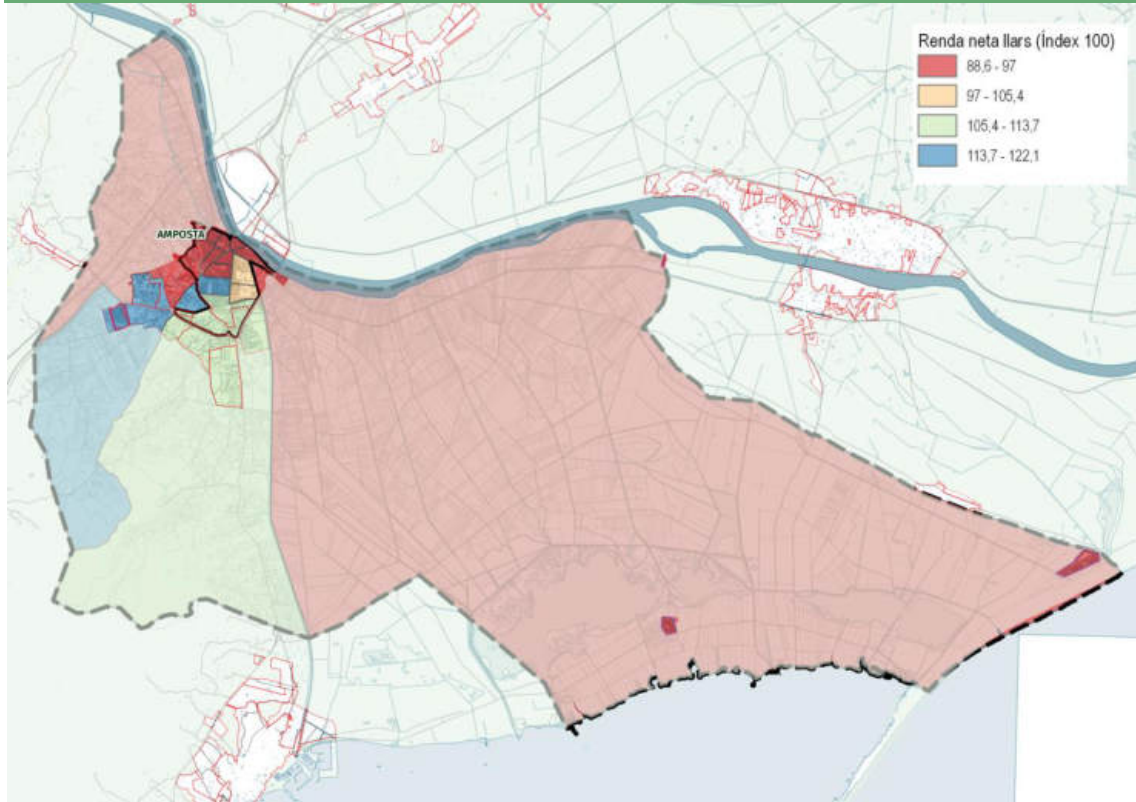 Renda neta llars (Índex 100)
88,6 - 97
97 - 105,4
105,4 - 113,7
113,7 - 122,1
AMPOSTA